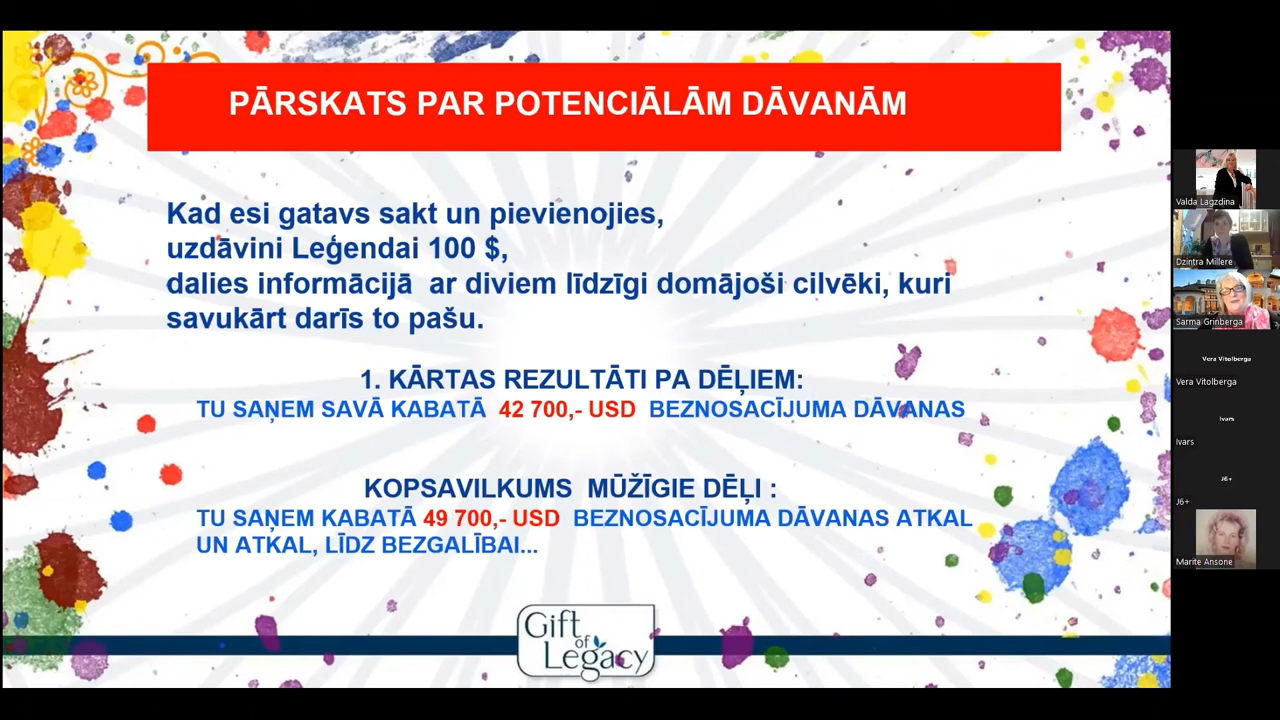 PĀRSKATS PAR POTENCIĀLĀM DĀVANĀM
Kad esi gatavs sakt un pievienojies,
uzdāvini Leģendai 100 $,
dalies informācijā ar diviem līdzīgi domājoši cilvēki, kuri
savukārt darīs to pašu.
1. KĀRTAS REZULTĀTI PA DĒĻIEM:
TU SAŅEM SAVĀ KABATĀ 42 700,- USD BEZNOSACĪJUMA DĀVANAS
KOPSAVILKUMS MŪŽĪGIE DĒĻI :
TU SAŅEM KABATĀ 49 700,- USD BEZNOSACĪJUMA DĀVANAS ATKAL
UN ATKAL, LĪDZ BEZGALĪBAI...
Gift
of
Legacy
Valda Lagzdina
Dzintra Millere
Sarma Grinberga
Vera Vitolberga
Vera Vitolberga
Ivars
Ivars
J6+
J6+
Marite Ansone